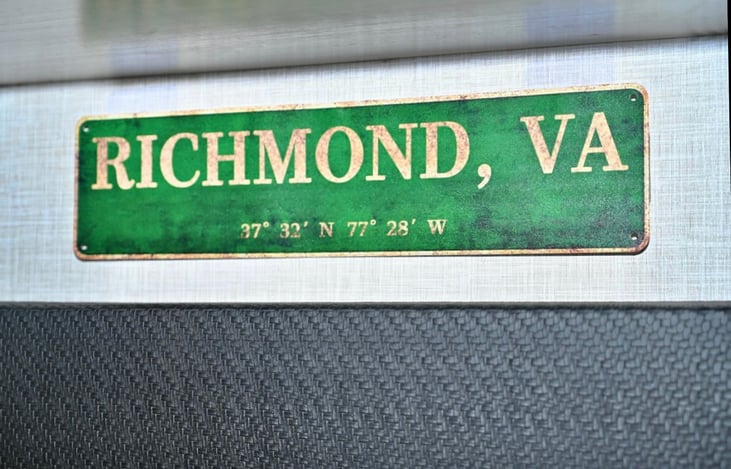 RICHMOND, VA
37° 32′ N 77° 28′ W